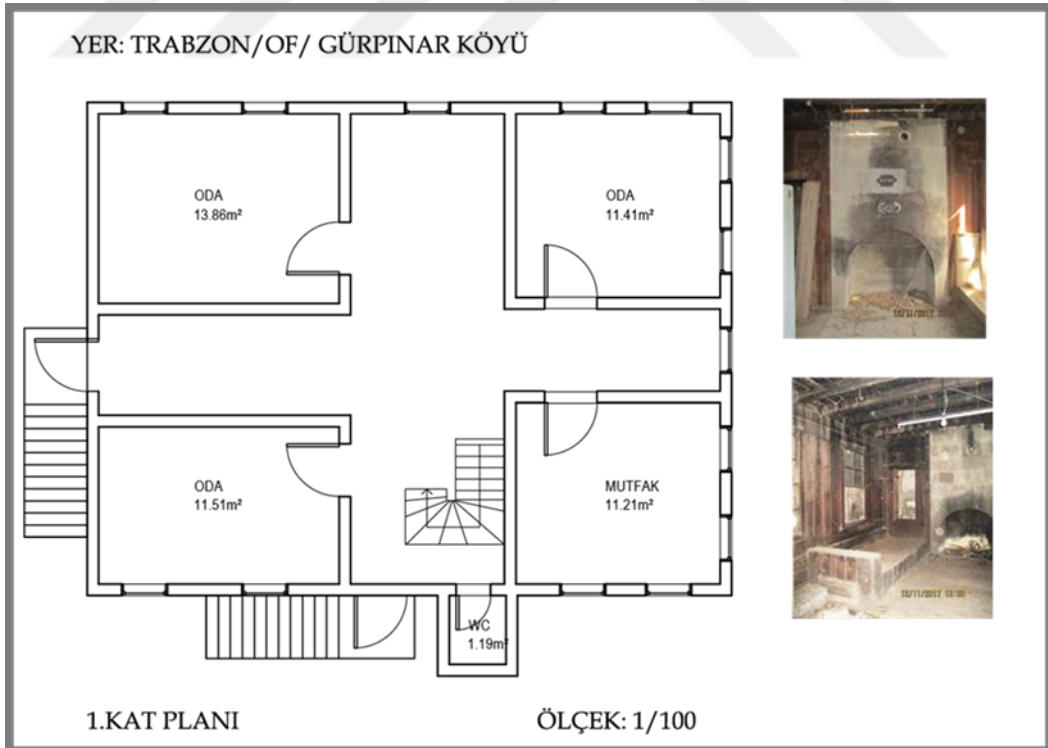 YER: TRABZON/OF/ GÜRPINAR KÖYÜ
ODA
13.86m²
ODA
11.41m²
ODA
11.51m²
MUTFAK
11.21m²
WC
1.19m²
1.KAT PLANI
ÖLÇEK: 1/100